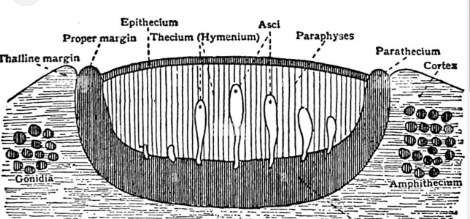 Epithecium
Asci
Proper margin
Thecium (Hymenium)
Paraphyses
Parathecium
Thalline margin
Cortex
Gonidia
Amphithecium